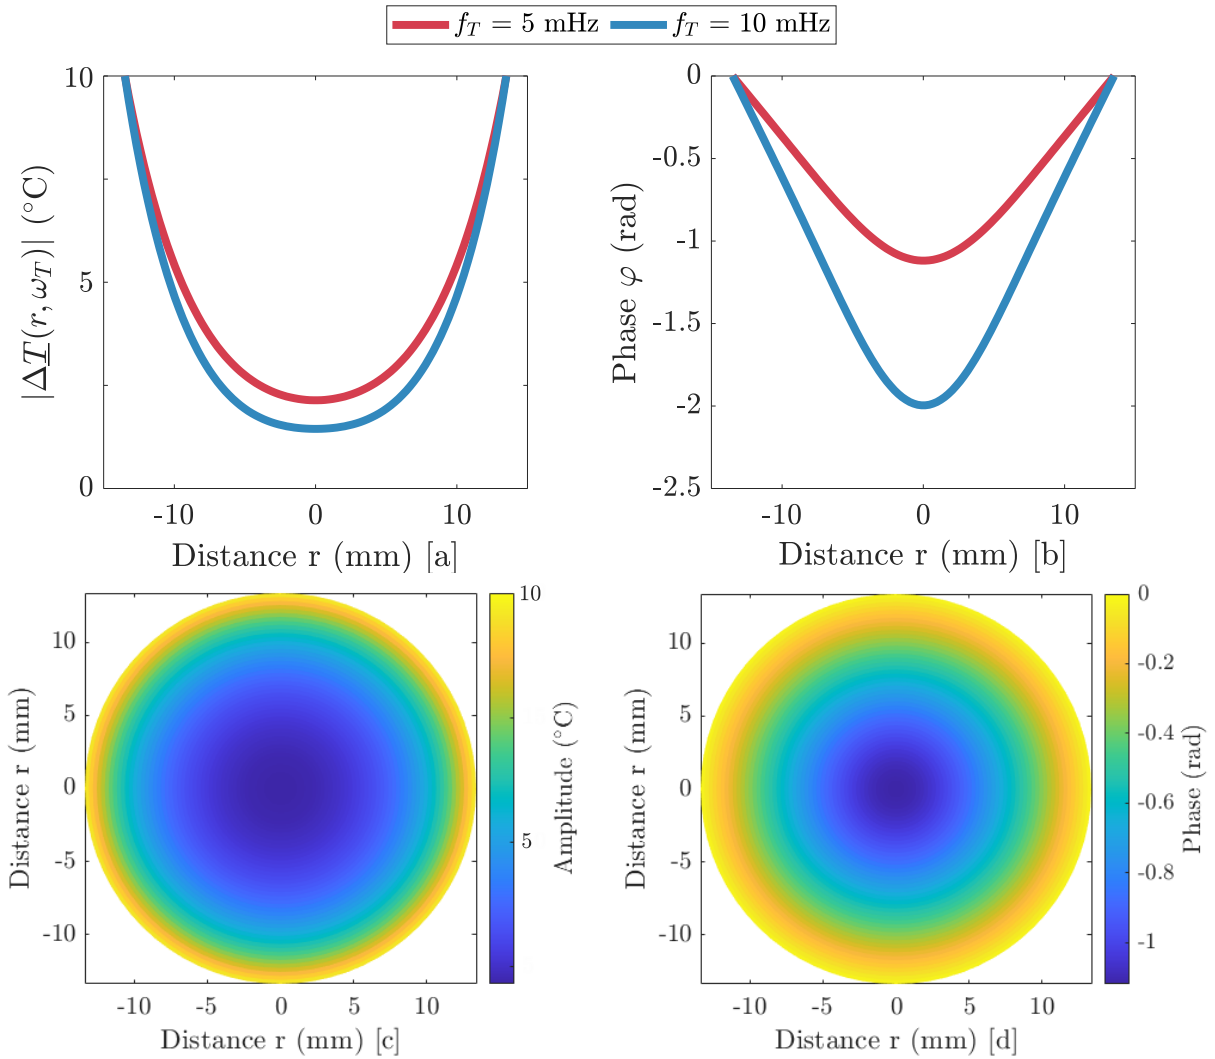 f_T = 5 mHz f_T = 10 mHz
|ΔT(r, ω_T)| (°C)
10
5
0
-10 0 10
Distance r (mm) [a]
Phase φ (rad)
0
-0.5
-1
-1.5
-2
-2.5
-10 0 10
Distance r (mm) [b]
Distance r (mm)
10
5
0
-5
-10
-10 -5 0 5 10
Distance r (mm) [c]
10
5
Amplitude (°C)
Distance r (mm)
10
5
0
-5
-10
-10 -5 0 5 10
Distance r (mm) [d]
0
-0.2
-0.4
-0.6
-0.8
-1
Phase (rad)